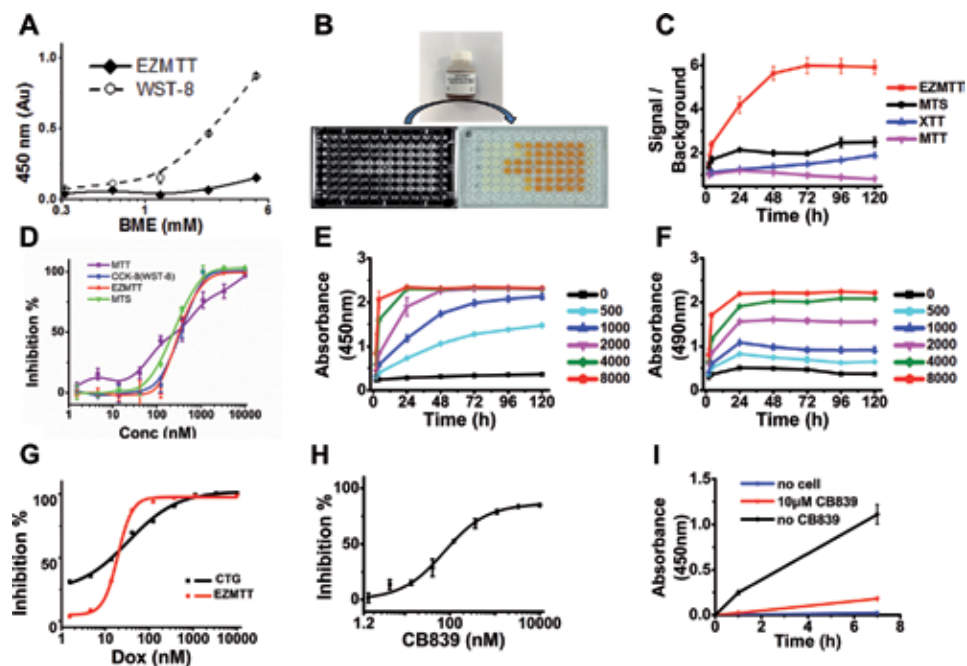 A
EZMTT
WST-8
450 nm (Au)
1.0
0.5
0.0
0.3
1
6
BME (mM)
B
C
Signal /
Background
6
4
2
0
24
48
72
96
120
Time (h)
EZMTT
MTS
XTT
MTT
D
MTT
CCK-8(WST-8)
EZMTT
MTS
Inhibition %
100
50
0
1
10
100
1000
10000
Conc (nM)
E
Absorbance
(450nm)
3
2
1
0
0
24
48
72
96
120
Time (h)
0
500
1000
2000
4000
8000
F
Absorbance
(490nm)
3
2
1
0
0
24
48
72
96
120
Time (h)
0
500
1000
2000
4000
8000
G
Inhibition %
100
50
0
CTG
EZMTT
1
10
100
1000
10000
Dox (nM)
H
Inhibition %
100
50
0
1.2
100
10000
CB839 (nM)
I
no cell
10µM CB839
no CB839
Absorbance
(450nm)
1.5
1.0
0.5
0.0
0
2
4
6
8
Time (h)